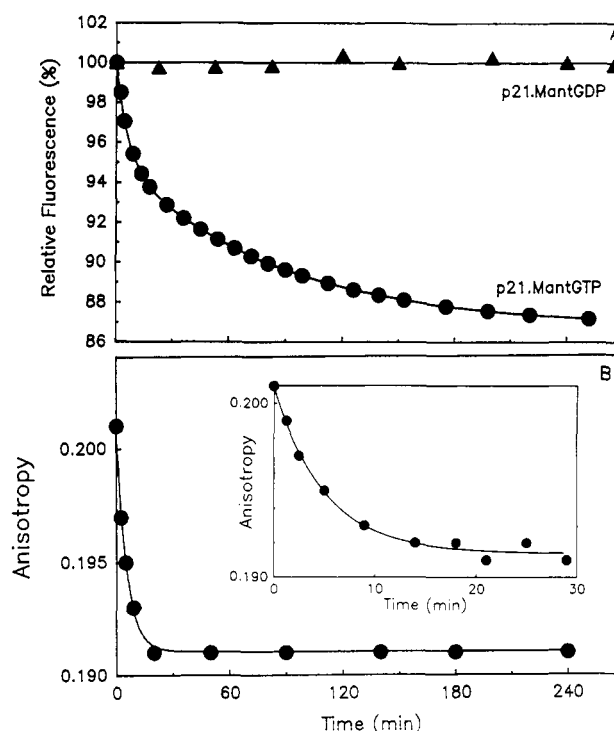 102
A
100
98
96
94
92
90
88
86
Relative Fluorescence (%)
p21.MantGDP
p21.MantGTP
B
0.200
0.195
0.190
Anisotropy
0.200
0.190
Anisotropy
0
10
20
30
Time (min)
0
60
120
180
240
Time (min)